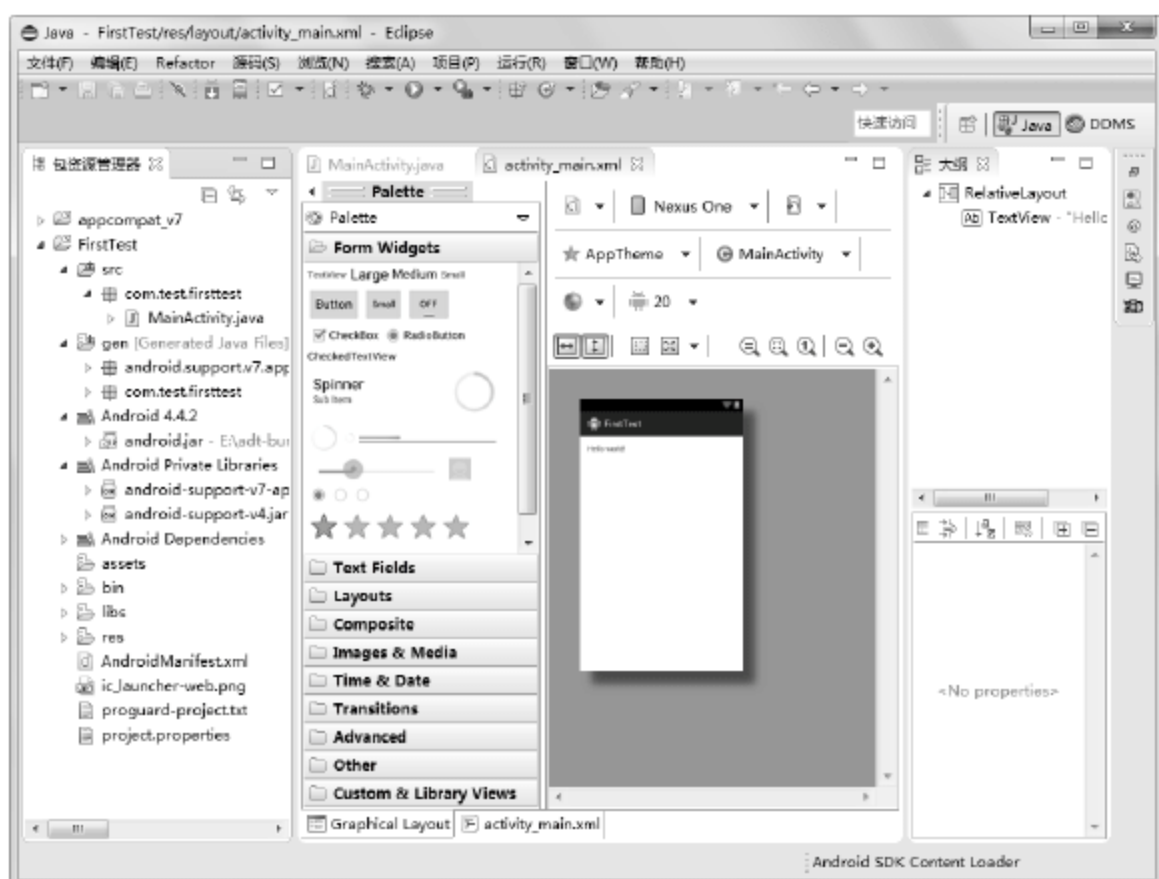 Java - FirstTest/res/layout/activity_main.xml - Eclipse
文件(F) 编辑(E) Refactor 源码(S) 浏览(N) 搜索(A) 项目(P) 运行(R) 窗口(W) 帮助(H)
快速访问 Java DDMS
包资源管理器
appcompat_v7
FirstTest
src
com.test.firsttest
MainActivity.java
gen [Generated Java Files]
android.support.v7.app
com.test.firsttest
Android 4.4.2
android.jar - E:\adt-bun
Android Private Libraries
android-support-v7-ap
android-support-v4.jar
Android Dependencies
assets
bin
libs
res
AndroidManifest.xml
ic_launcher-web.png
proguard-project.txt
project.properties
MainActivity.java activity_main.xml
Palette
Palette
Form Widgets
TextView Large Medium Small
Button Small OFF
CheckBox RadioButton
CheckedTextView
Spinner
Sub Item
Text Fields
Layouts
Composite
Images & Media
Time & Date
Transitions
Advanced
Other
Custom & Library Views
Nexus One
AppTheme MainActivity
20
FirstTest
Hello world!
Graphical Layout activity_main.xml
大纲
RelativeLayout
Ab TextView - "Hello
<No properties>
Android SDK Content Loader